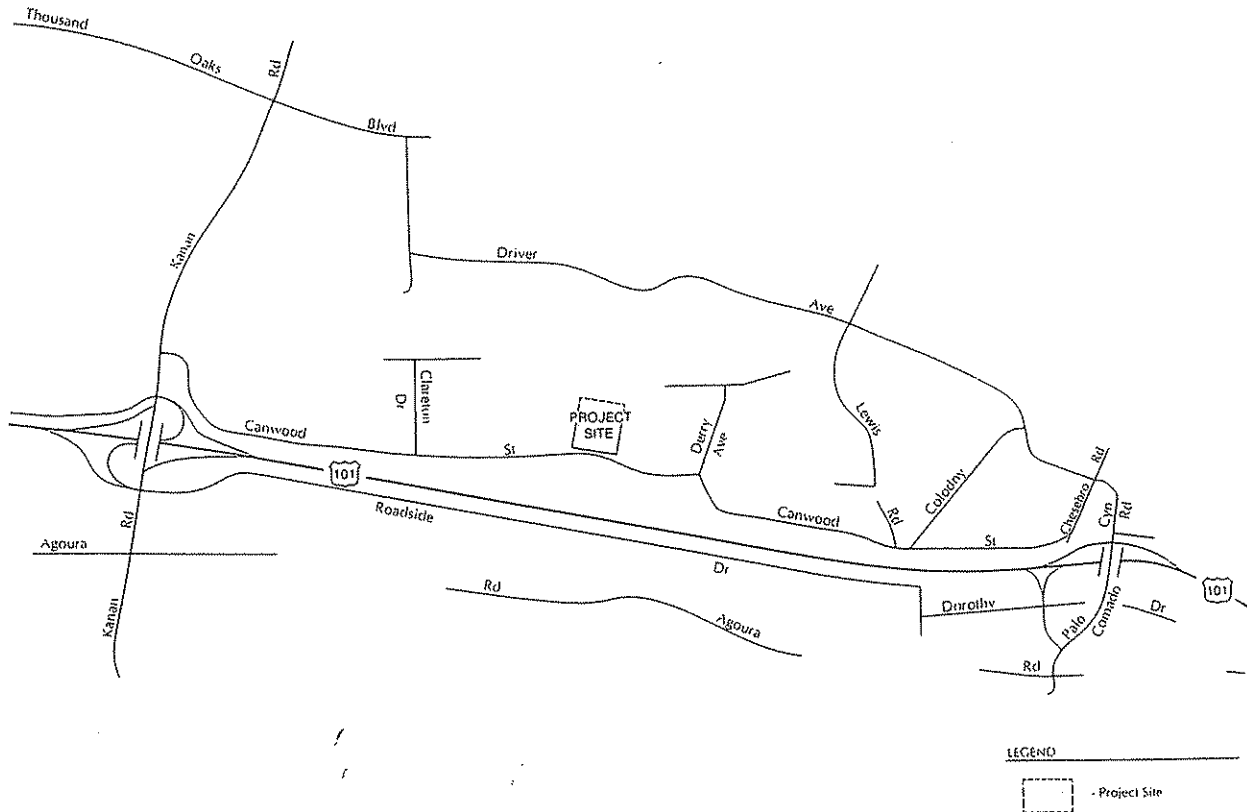 Thousand
Oaks
Blvd
Rd
Kanan
Driver
Ave
Clareton
Dr
PROJECT
SITE
Derry
Ave
Lewis
Rd
Colodny
Chesebro
Rd
Canwood
St
101
Canwood
St
Cyn
Rd
Roadside
Dr
101
Rd
Agoura
Kanan
Rd
Agoura
Dorothy
Dr
Palo
Comado
Rd
LEGEND
- Project Site